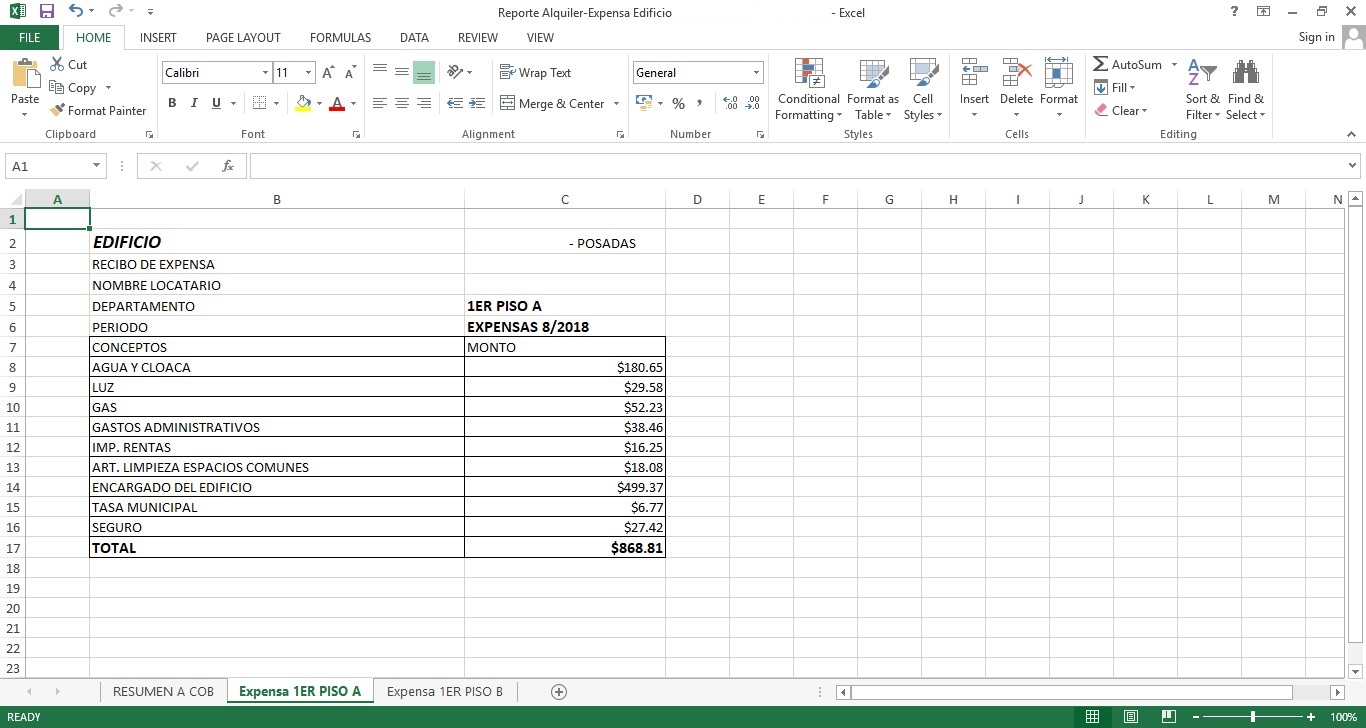 Reporte Alquiler-Expensa Edificio - Excel
?
FILE HOME INSERT PAGE LAYOUT FORMULAS DATA REVIEW VIEW Sign in
Paste
Cut
Copy
Format Painter
Clipboard
Calibri 11
B I U
Font
Wrap Text
Merge & Center
Alignment
General
%
Number
Conditional Formatting
Format as Table
Cell Styles
Styles
Insert Delete Format
Cells
AutoSum
Fill
Clear
Sort & Filter
Find & Select
Editing
A1 fx
A B C D E F G H I J K L M N
1
2 EDIFICIO - POSADAS
3 RECIBO DE EXPENSA
4 NOMBRE LOCATARIO
5 DEPARTAMENTO 1ER PISO A
6 PERIODO EXPENSAS 8/2018
7 CONCEPTOS MONTO
8 AGUA Y CLOACA $180.65
9 LUZ $29.58
10 GAS $52.23
11 GASTOS ADMINISTRATIVOS $38.46
12 IMP. RENTAS $16.25
13 ART. LIMPIEZA ESPACIOS COMUNES $18.08
14 ENCARGADO DEL EDIFICIO $499.37
15 TASA MUNICIPAL $6.77
16 SEGURO $27.42
17 TOTAL $868.81
18
19
20
21
22
23
RESUMEN A COB Expensa 1ER PISO A Expensa 1ER PISO B
READY 100%